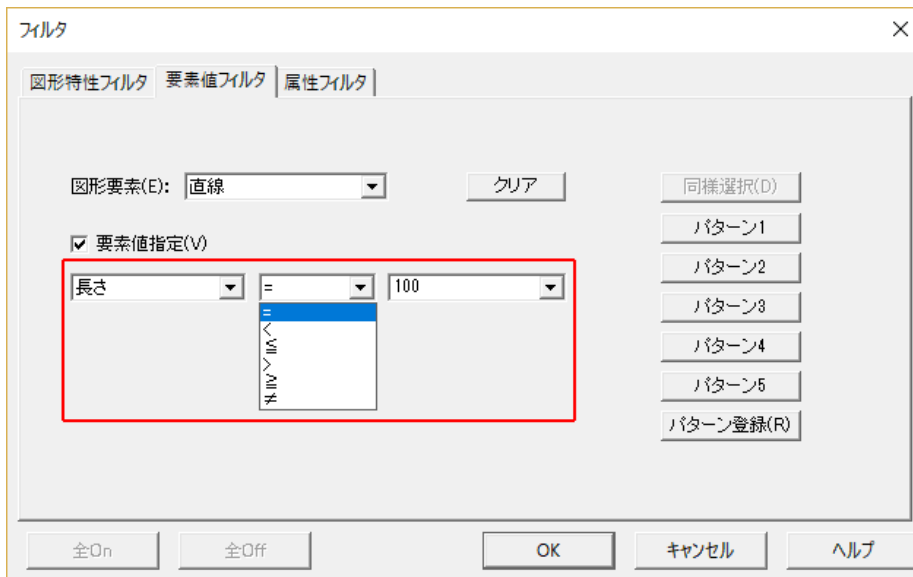 フィルタ
図形特性フィルタ 要素値フィルタ 属性フィルタ
図形要素(E): 直線 クリア 同様選択(D)
パターン1
要素値指定(V)
パターン2
長さ = 100
パターン3
=
<
≦
>
≧
≠
パターン4
パターン5
パターン登録(R)
全On 全Off OK キャンセル ヘルプ